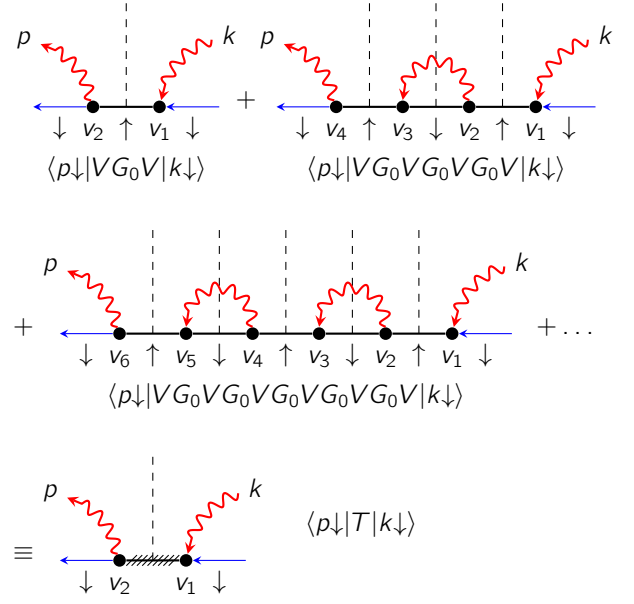 p k p k
+
v₂ v₁ v₄ v₃ v₂ v₁
↓ ↑ ↓ ↓ ↑ ↓ ↑ ↓
⟨p↓|VG₀V|k↓⟩ ⟨p↓|VG₀VG₀VG₀V|k↓⟩
p k
+ + ...
v₆ v₅ v₄ v₃ v₂ v₁
↓ ↑ ↓ ↑ ↓ ↑ ↓
⟨p↓|VG₀VG₀VG₀VG₀VG₀V|k↓⟩
p k
⟨p↓|T|k↓⟩
≡
v₂ v₁
↓ ↓